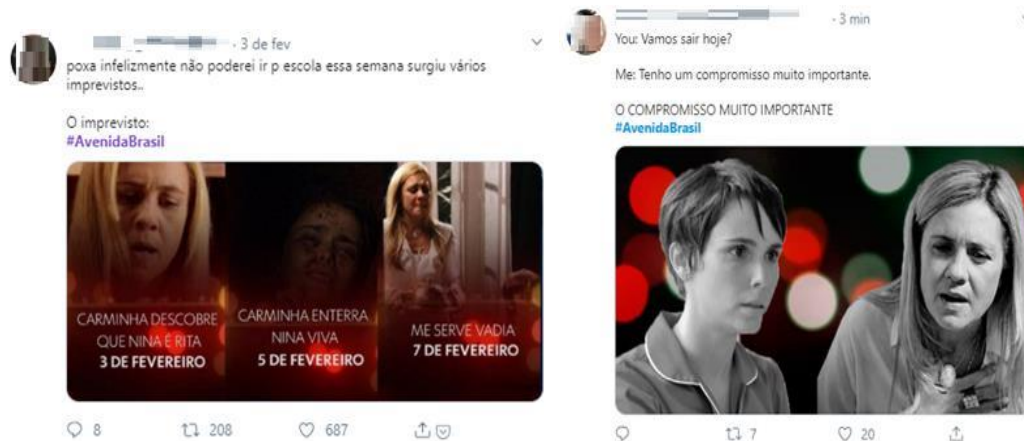 · 3 de fev
poxa infelizmente não poderei ir p escola essa semana surgiu vários
imprevistos..
O imprevisto:
#AvenidaBrasil
CARMINHA DESCOBRE
QUE NINA É RITA
3 DE FEVEREIRO
CARMINHA ENTERRA
NINA VIVA
5 DE FEVEREIRO
ME SERVE VADIA
7 DE FEVEREIRO
8 208 687
· 3 min
You: Vamos sair hoje?
Me: Tenho um compromisso muito importante.
O COMPROMISSO MUITO IMPORTANTE
#AvenidaBrasil
7 20